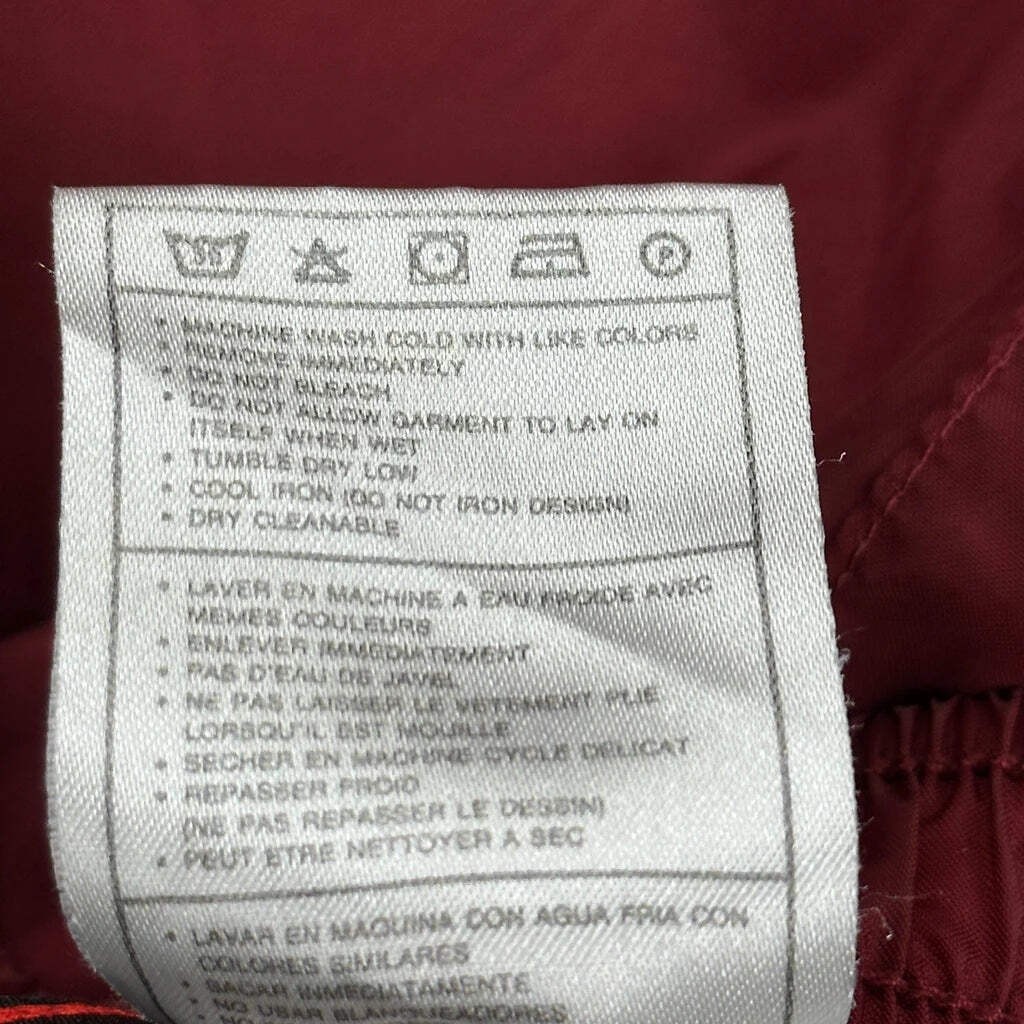 30
P
• MACHINE WASH COLD WITH LIKE COLORS
• REMOVE IMMEDIATELY
• DO NOT BLEACH
• DO NOT ALLOW GARMENT TO LAY ON
ITSELF WHEN WET
• TUMBLE DRY LOW
• COOL IRON (DO NOT IRON DESIGN)
• DRY CLEANABLE
• LAVER EN MACHINE A EAU FROIDE AVEC
MEMES COULEURS
• ENLEVER IMMEDIATEMENT
• PAS D'EAU DE JAVEL
• NE PAS LAISSER LE VETEMENT PLIE
LORSQU'IL EST MOUILLE
• SECHER EN MACHINE CYCLE DELICAT
• REPASSER FROID
(NE PAS REPASSER LE DESSIN)
• PEUT ETRE NETTOYER A SEC
• LAVAR EN MAQUINA CON AGUA FRIA CON
COLORES SIMILARES
• SACAR INMEDIATAMENTE
• NO USAR BLANQUEADORES